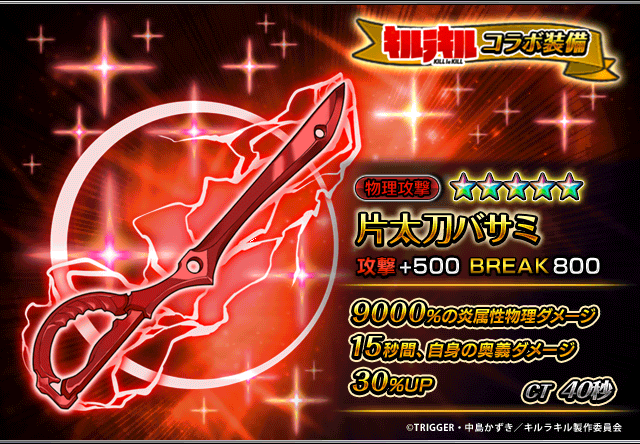 キルラキル コラボ装備
KILL la KILL
物理攻撃
片太刀バサミ
攻撃+500 BREAK 800
9000%の炎属性物理ダメージ
15秒間、自身の奥義ダメージ
30%UP
CT 40秒
©TRIGGER・中島かずき／キルラキル製作委員会